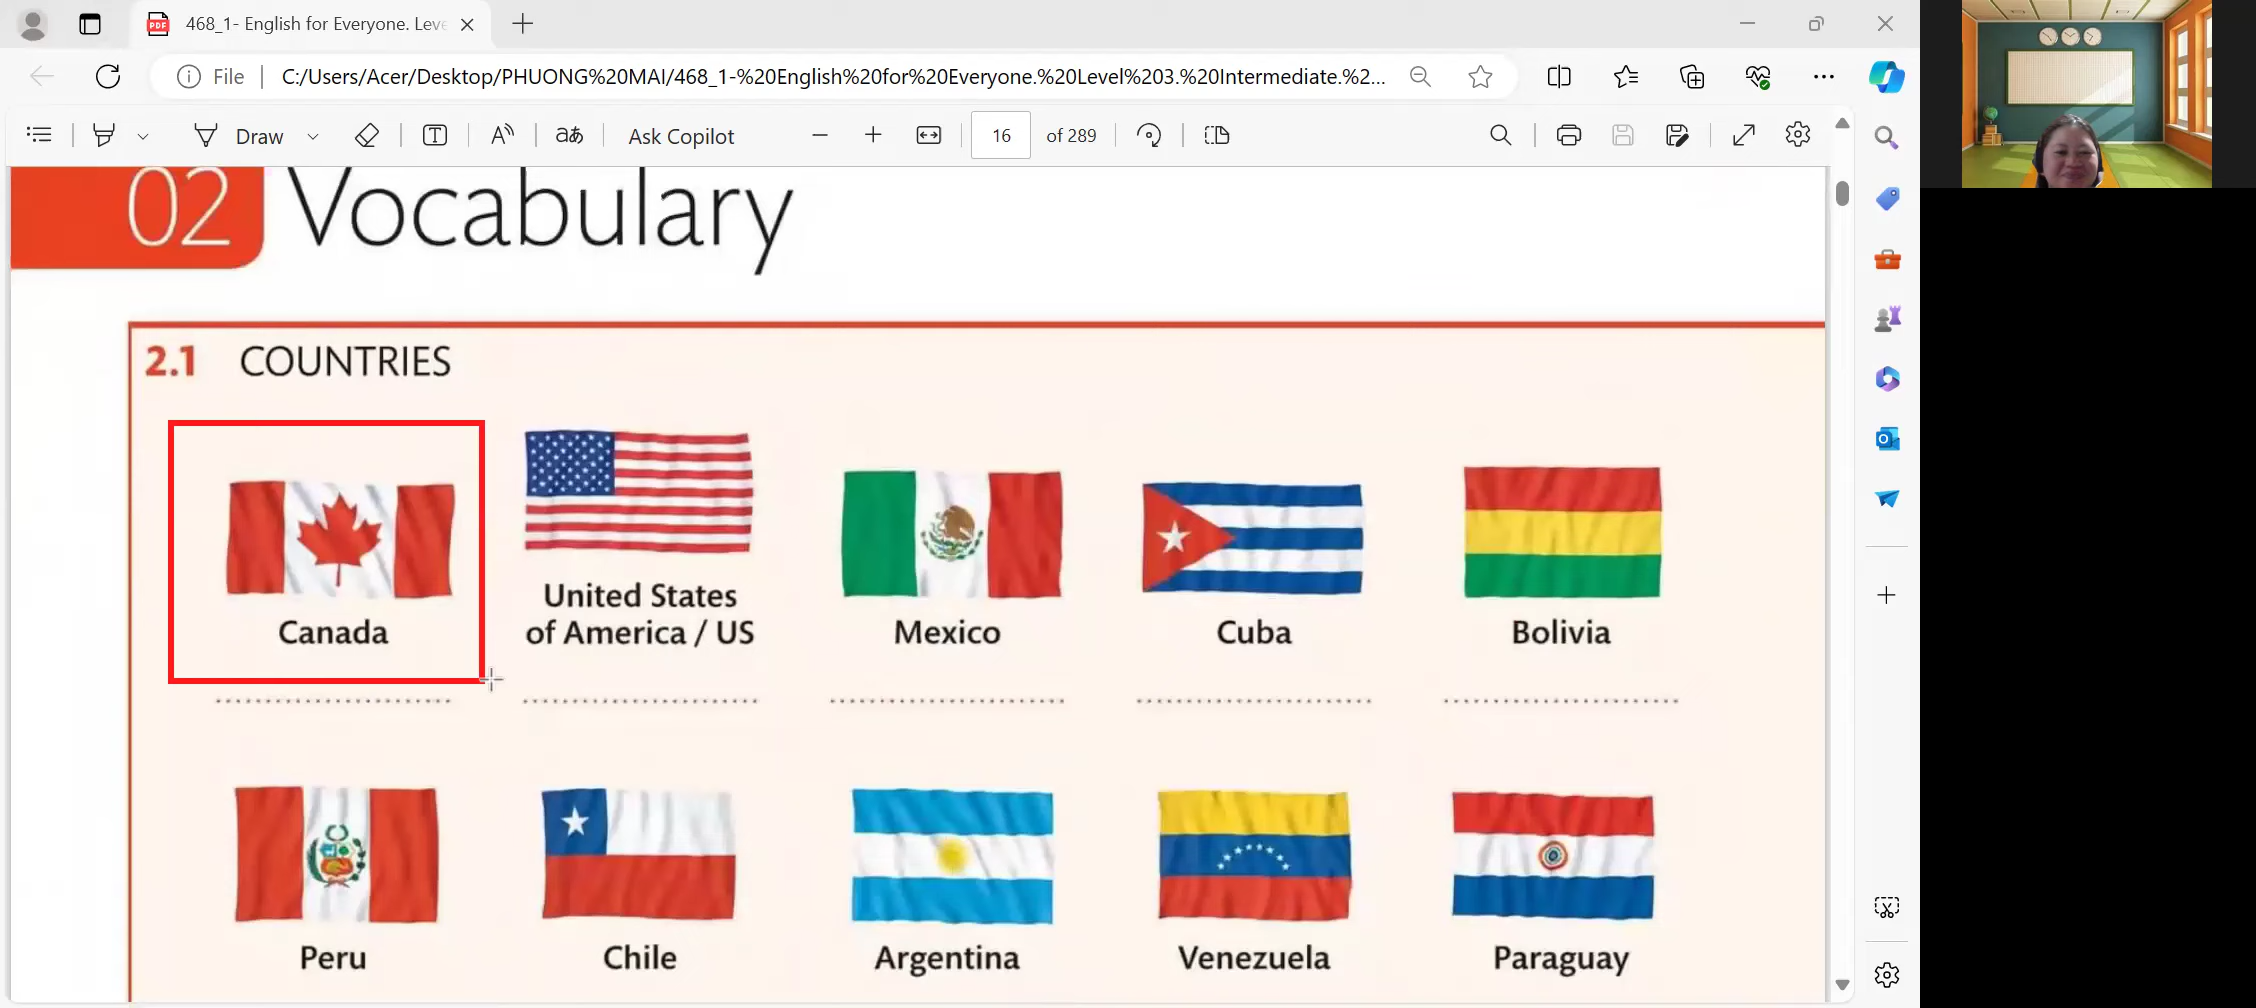 468_1- English for Everyone. Leve
File
C:/Users/Acer/Desktop/PHUONG%20MAI/468_1-%20English%20for%20Everyone.%20Level%203.%20Intermediate.%2...
Draw
aあ
Ask Copilot
16
of 289
02 Vocabulary
2.1 COUNTRIES
Canada
United States
of America / US
Mexico
Cuba
Bolivia
Peru
Chile
Argentina
Venezuela
Paraguay